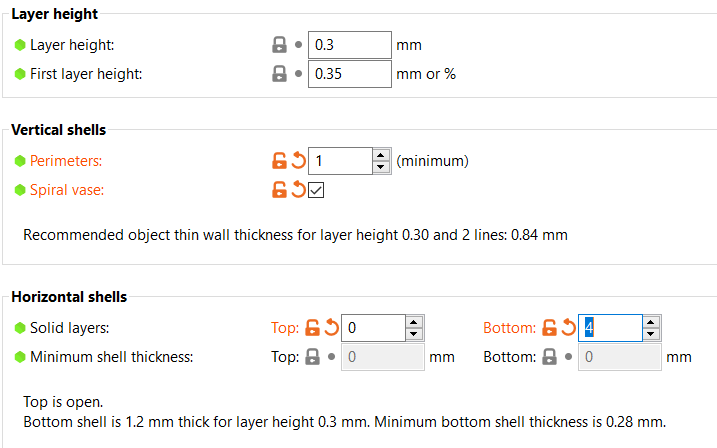 Layer height
Layer height: 0.3 mm
First layer height: 0.35 mm or %
Vertical shells
Perimeters: 1 (minimum)
Spiral vase:
Recommended object thin wall thickness for layer height 0.30 and 2 lines: 0.84 mm
Horizontal shells
Solid layers: Top: 0 Bottom: 4
Minimum shell thickness: Top: 0 mm Bottom: 0 mm
Top is open.
Bottom shell is 1.2 mm thick for layer height 0.3 mm. Minimum bottom shell thickness is 0.28 mm.